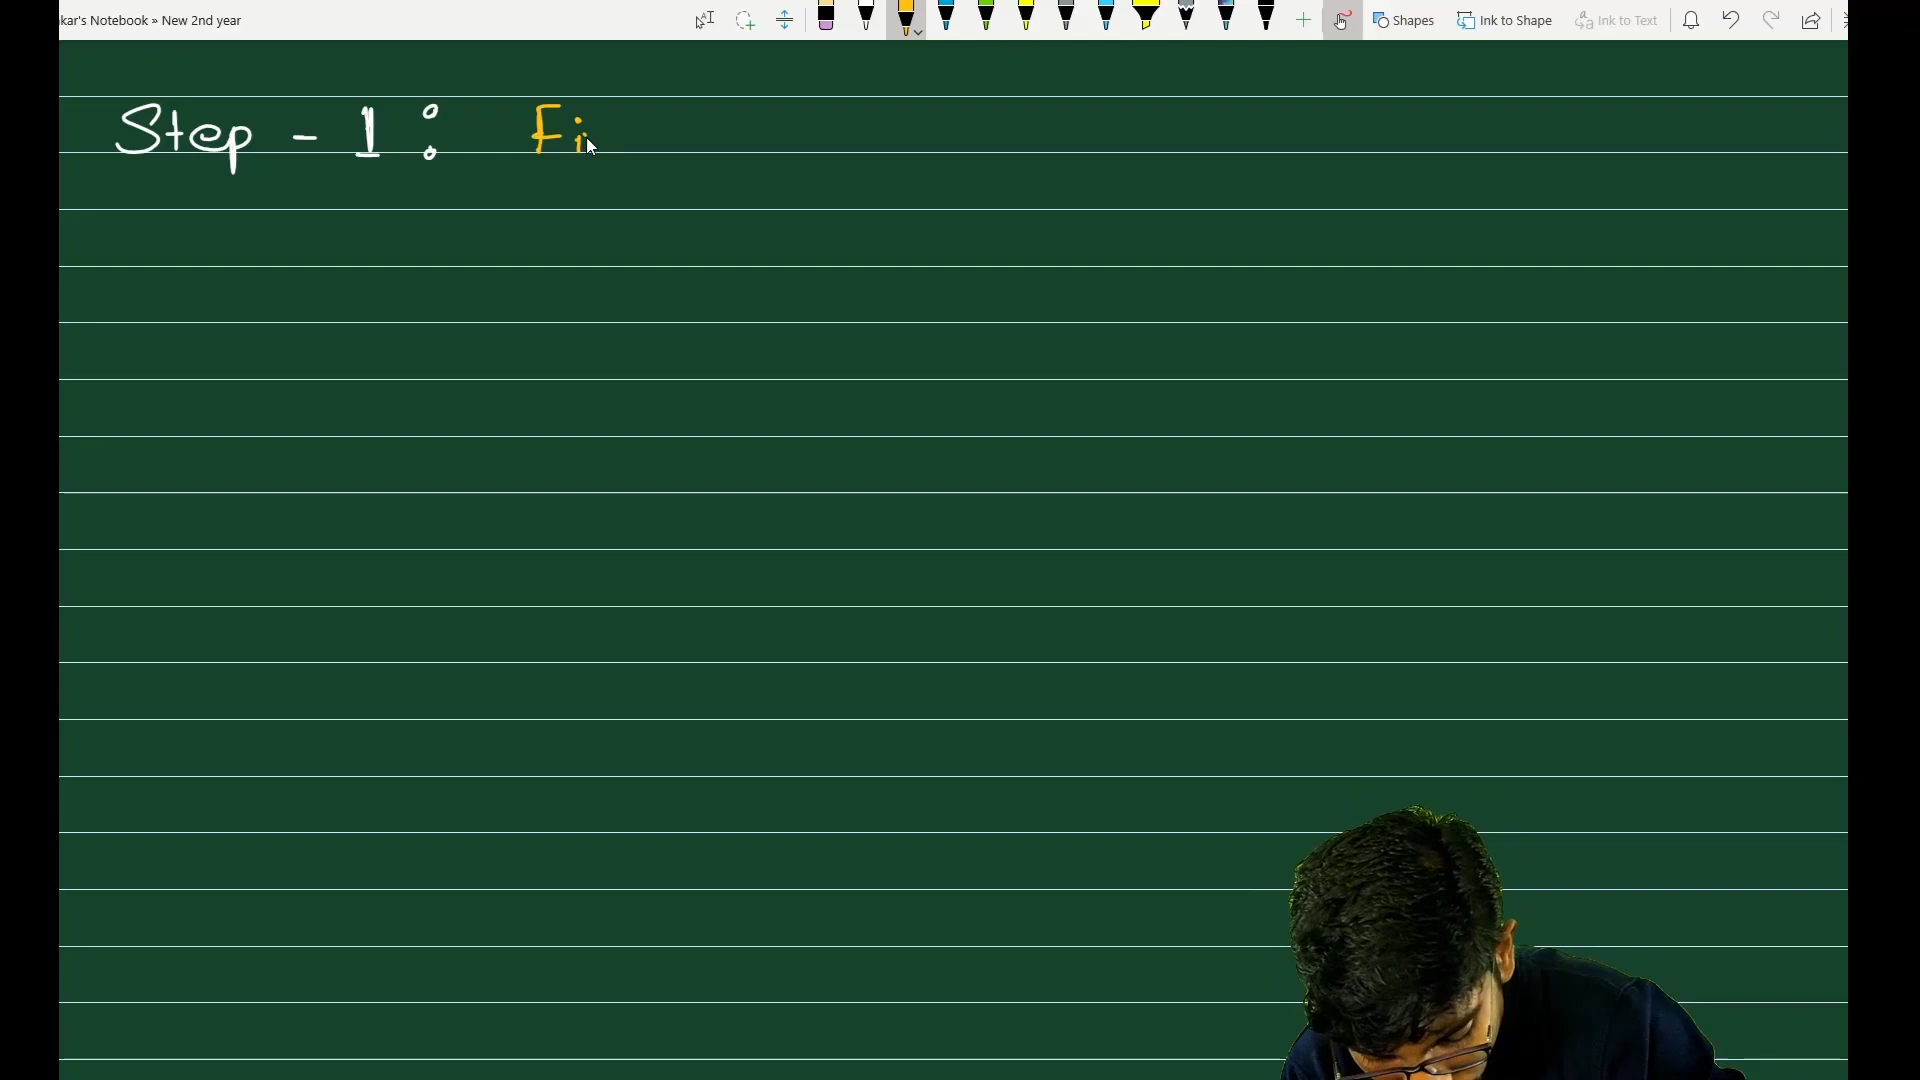 kar's Notebook » New 2nd year
Shapes
Ink to Shape
Ink to Text
Step - 1 : Fi